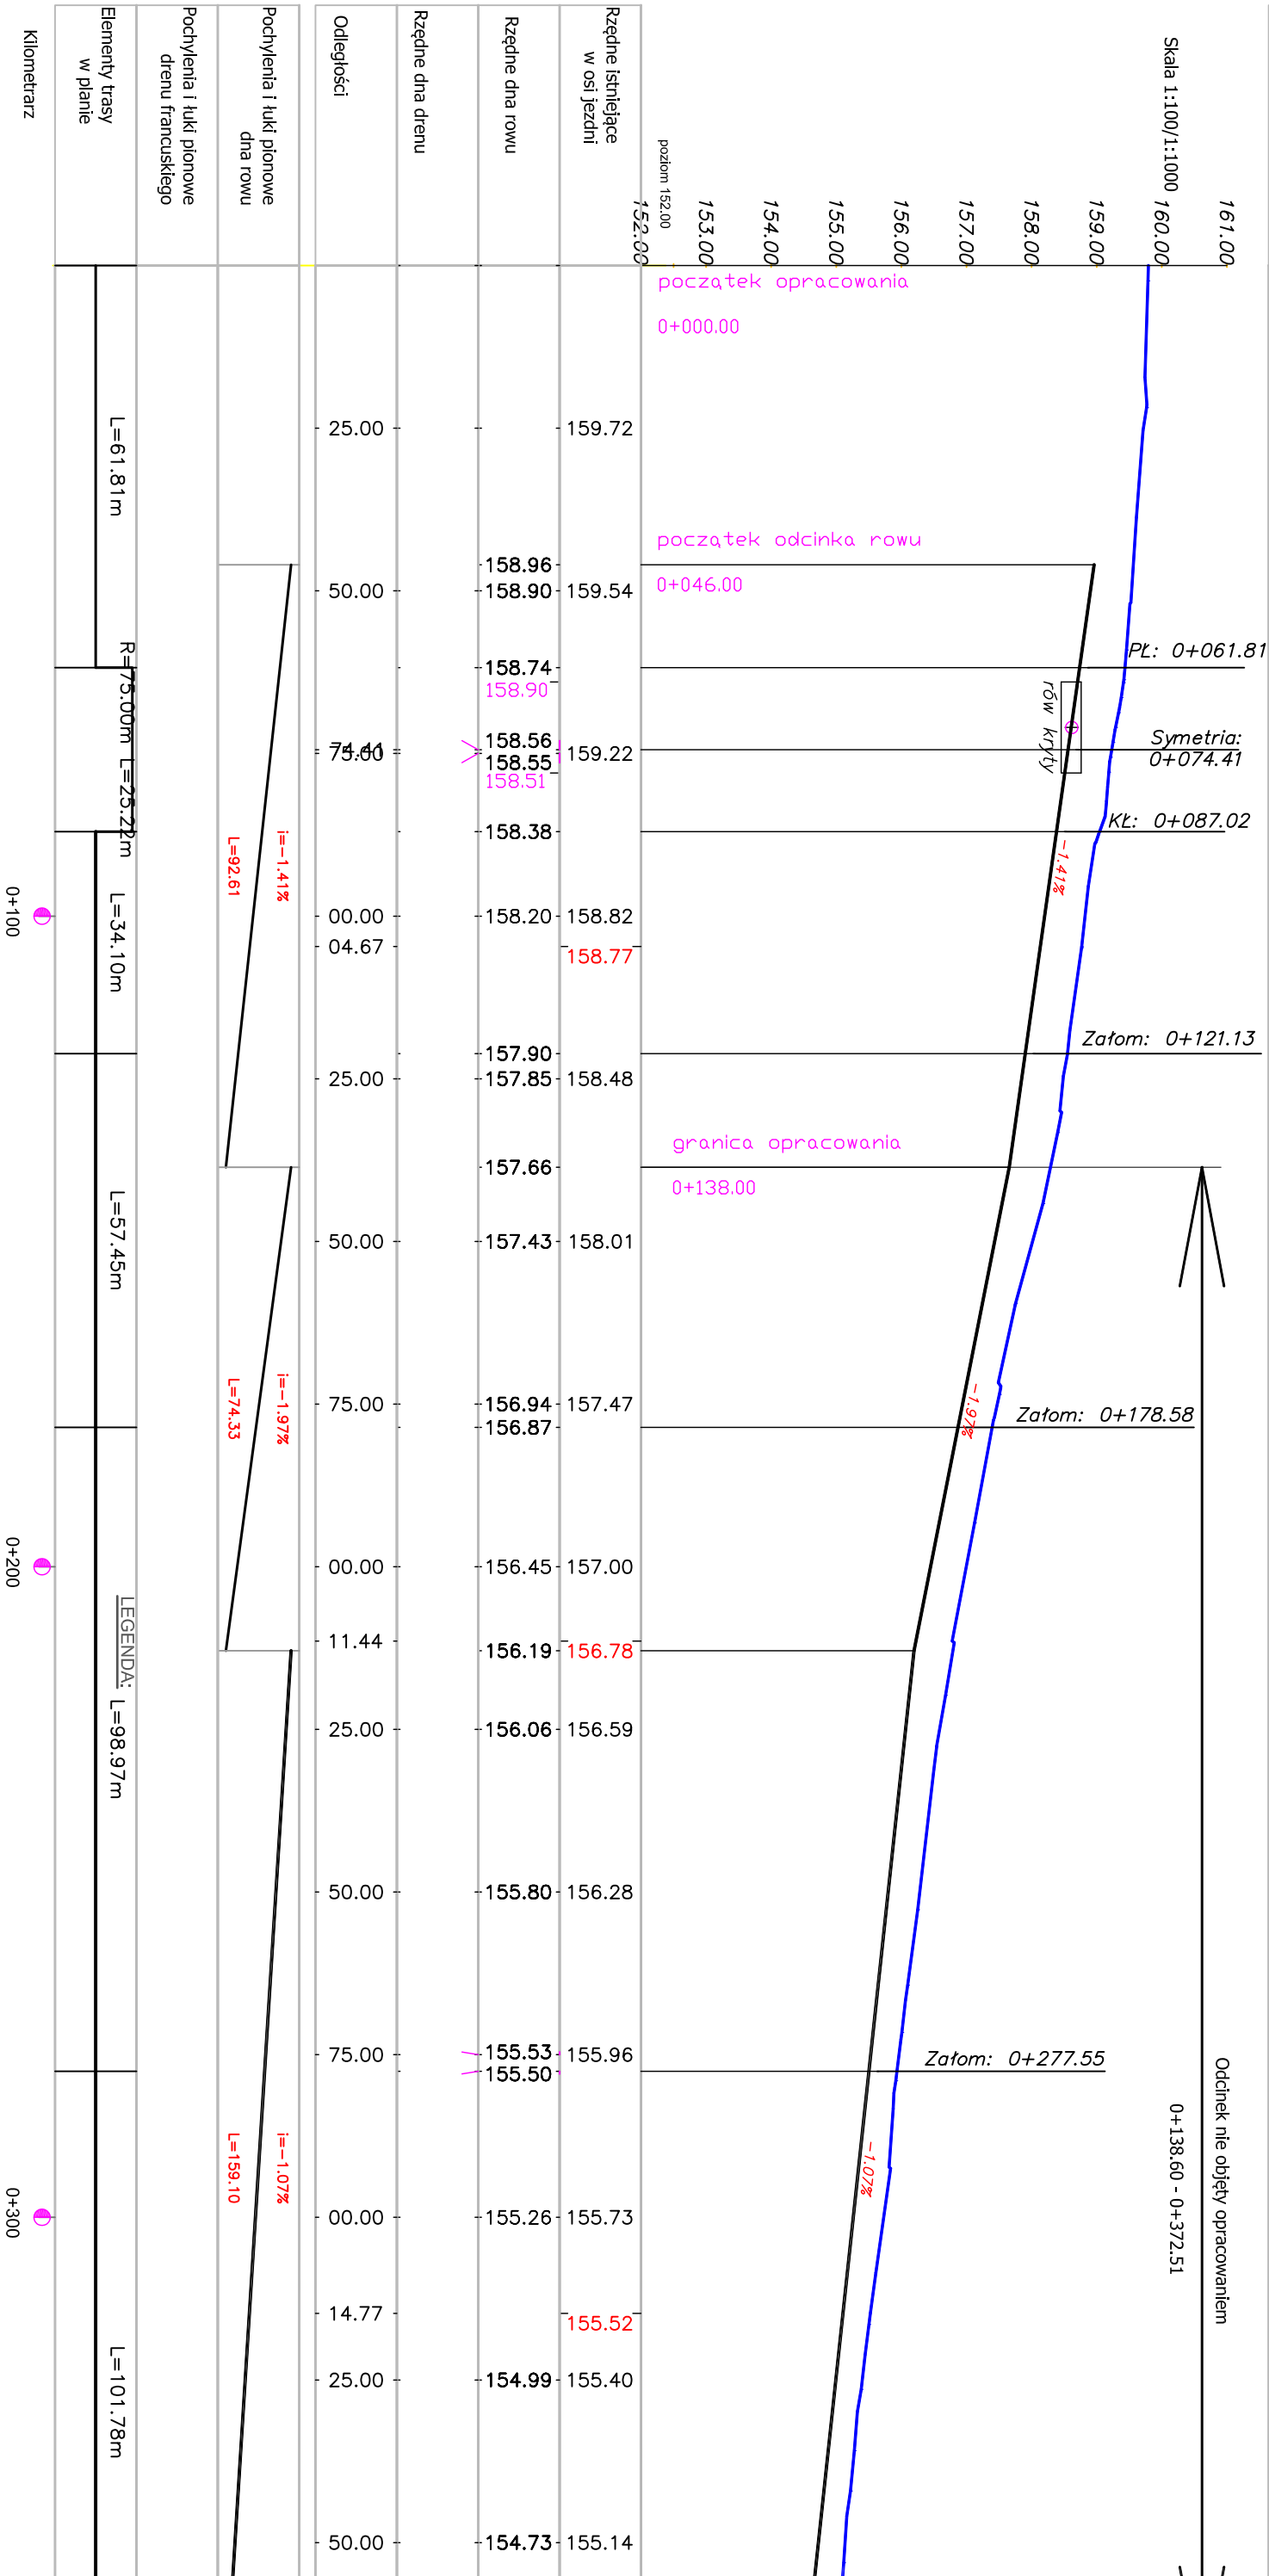 Skala 1:100/1:1000
161.00
160.00
159.00
158.00
157.00
156.00
155.00
154.00
153.00
152.00
poziom 152.00
Rzędne istniejące
w osi jezdni
Rzędne dna rowu
Rzędne dna drenu
Odległości
Pochylenia i łuki pionowe
dna rowu
Pochylenia i łuki pionowe
drenu francuskiego
Elementy trasy
w planie
Kilometrarz
początek opracowania
0+000.00
początek odcinka rowu
0+046.00
PŁ: 0+061.81
rów kryty
Symetria:
0+074.41
KŁ: 0+087.02
-1.41%
Załom: 0+121.13
granica opracowania
0+138.00
-1.97%
Załom: 0+178.58
Załom: 0+277.55
-1.07%
Odcinek nie objęty opracowaniem
0+138.60 - 0+372.51
159.72
159.54
159.22
158.82
158.77
158.48
158.01
157.47
157.00
156.78
156.59
156.28
155.96
155.73
155.52
155.40
155.14
158.96
158.90
158.74
158.90
158.56
158.55
158.51
158.38
158.20
157.90
157.85
157.66
157.43
156.94
156.87
156.45
156.19
156.06
155.80
155.53
155.50
155.26
154.99
154.73
25.00
50.00
74.41
75.00
00.00
04.67
25.00
50.00
75.00
00.00
11.44
25.00
50.00
75.00
00.00
14.77
25.00
50.00
i=-1.41%
L=92.61
i=-1.97%
L=74.33
i=-1.07%
L=159.10
L=61.81m
R=75.00m L=25.22m
L=34.10m
L=57.45m
LEGENDA:
L=98.97m
L=101.78m
0+100
0+200
0+300